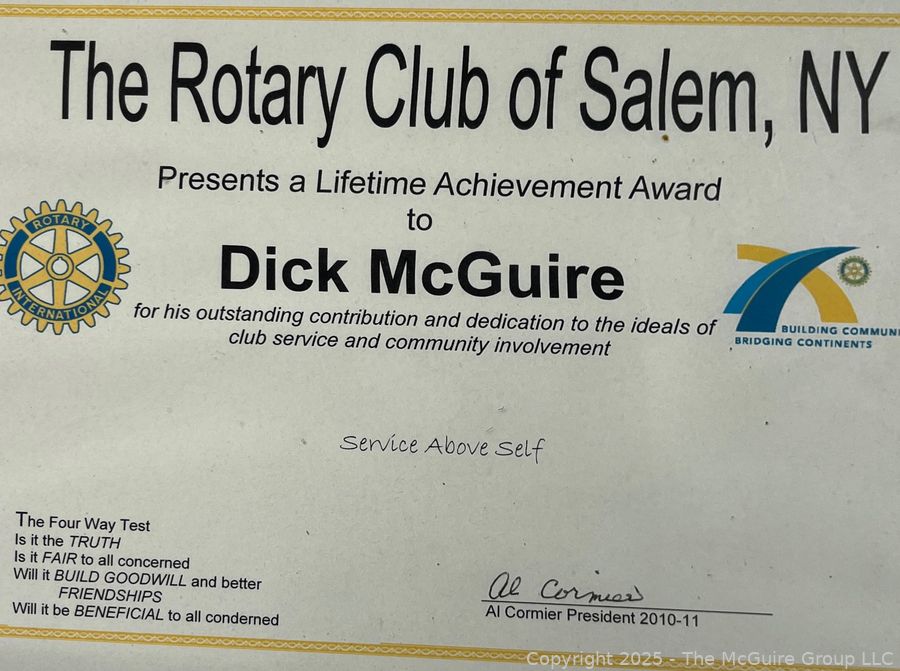 The Rotary Club of Salem, NY
Presents a Lifetime Achievement Award
to
Dick McGuire
for his outstanding contribution and dedication to the ideals of
club service and community involvement
ROTARY
INTERNATIONAL
BUILDING COMMUNI
BRIDGING CONTINENTS
Service Above Self
The Four Way Test
Is it the TRUTH
Is it FAIR to all concerned
Will it BUILD GOODWILL and better
FRIENDSHIPS
Will it be BENEFICIAL to all conderned
Al Cormier
Al Cormier President 2010-11
Copyright 2025 - The McGuire Group LLC